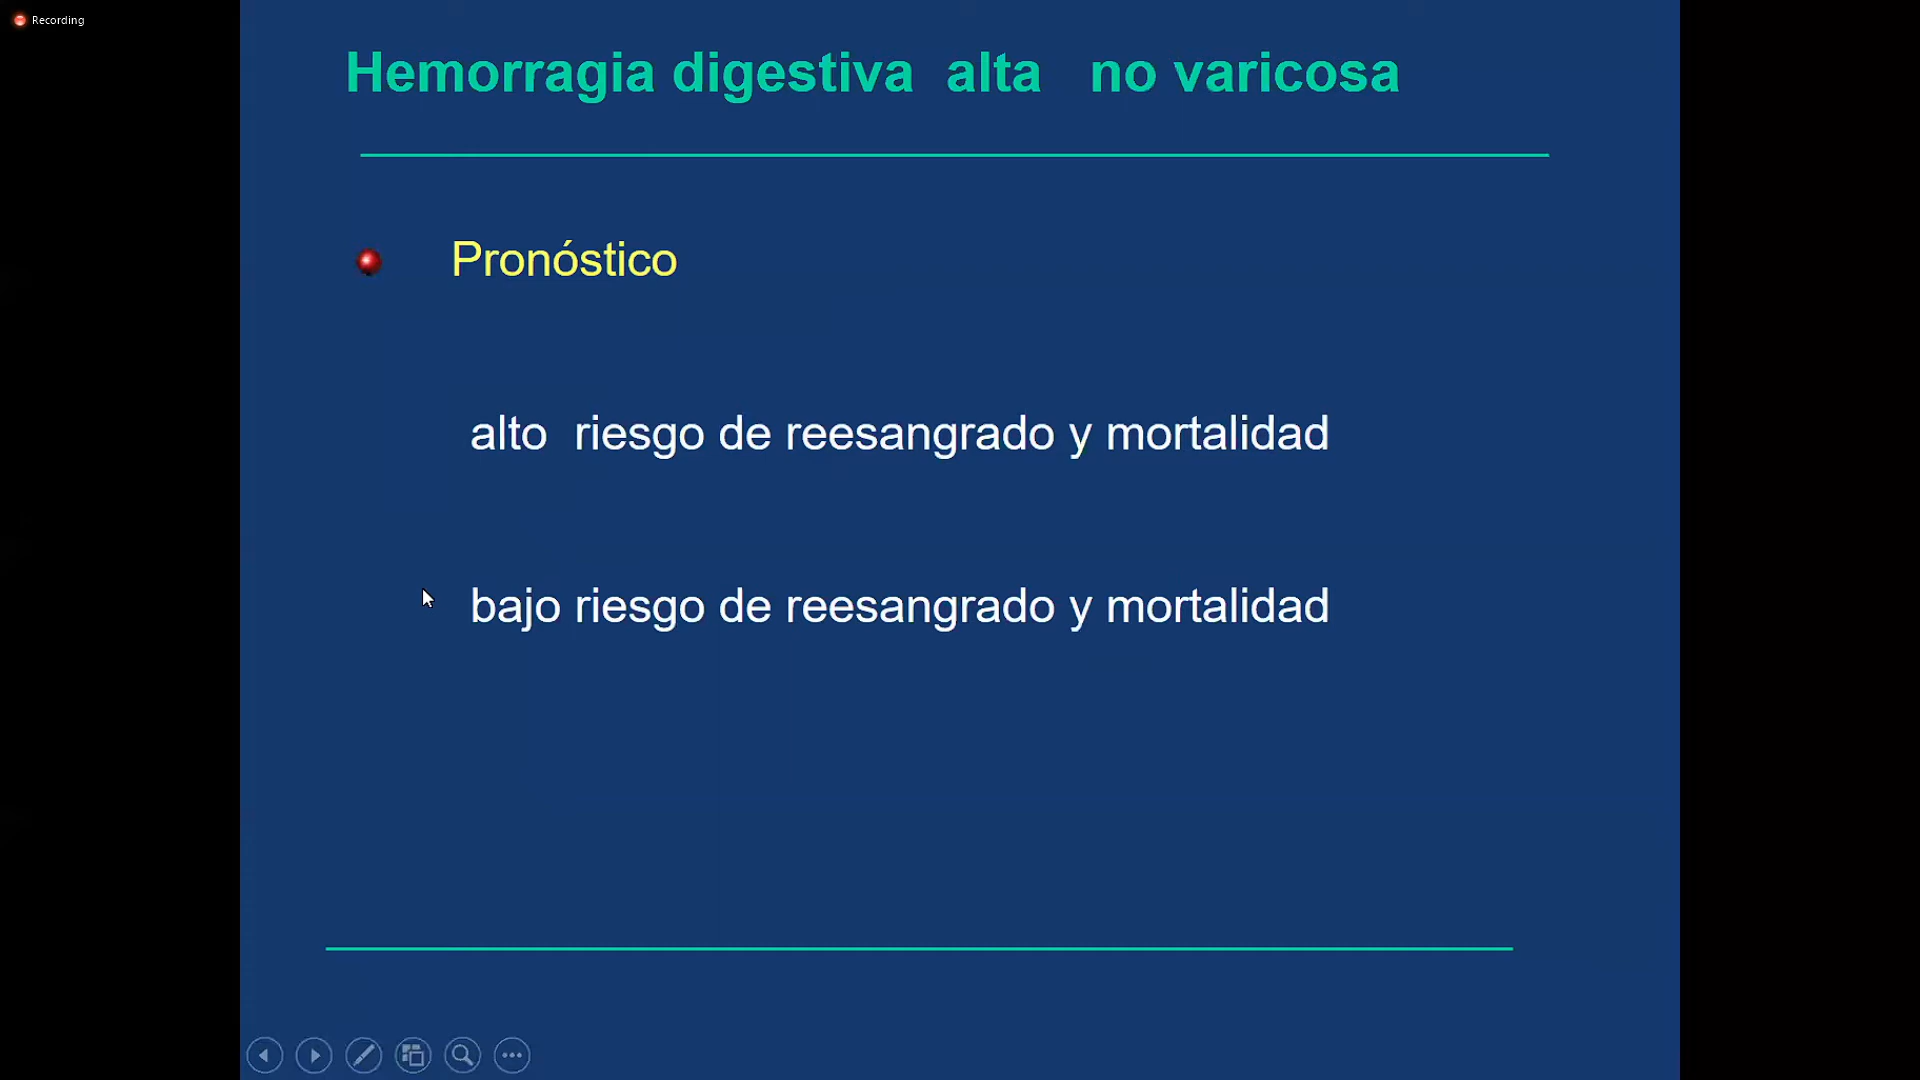 Recording
Hemorragia digestiva alta no varicosa
Pronóstico
alto riesgo de reesangrado y mortalidad
bajo riesgo de reesangrado y mortalidad